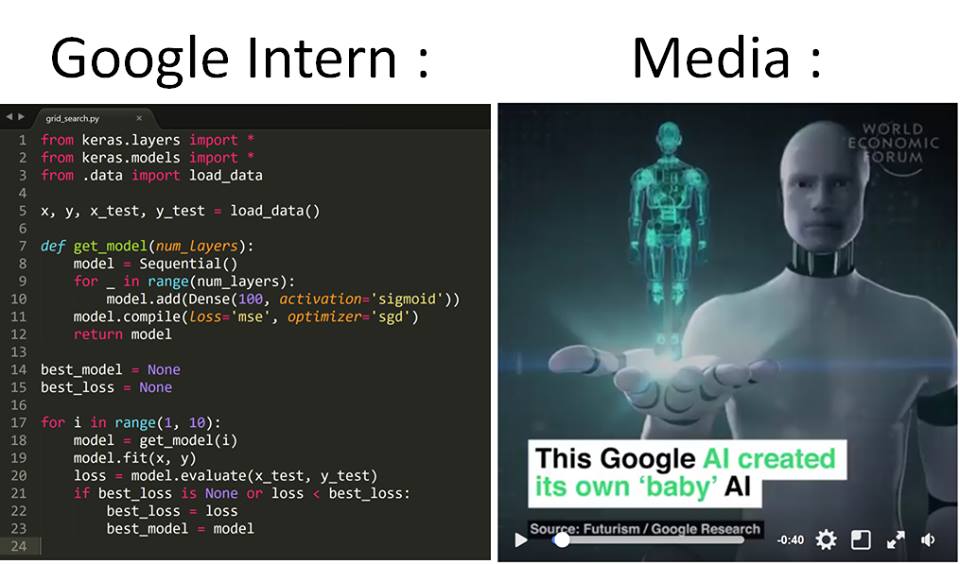 Google Intern :
Media :
grid_search.py ×
1 from keras.layers import *
2 from keras.models import *
3 from .data import load_data
4
5 x, y, x_test, y_test = load_data()
6
7 def get_model(num_layers):
8     model = Sequential()
9     for _ in range(num_layers):
10         model.add(Dense(100, activation='sigmoid'))
11     model.compile(loss='mse', optimizer='sgd')
12     return model
13
14 best_model = None
15 best_loss = None
16
17 for i in range(1, 10):
18     model = get_model(i)
19     model.fit(x, y)
20     loss = model.evaluate(x_test, y_test)
21     if best_loss is None or loss < best_loss:
22         best_loss = loss
23         best_model = model
24
WORLD
ECONOMIC
FORUM
This Google AI created
its own ‘baby’ AI
Source: Futurism / Google Research
-0:40